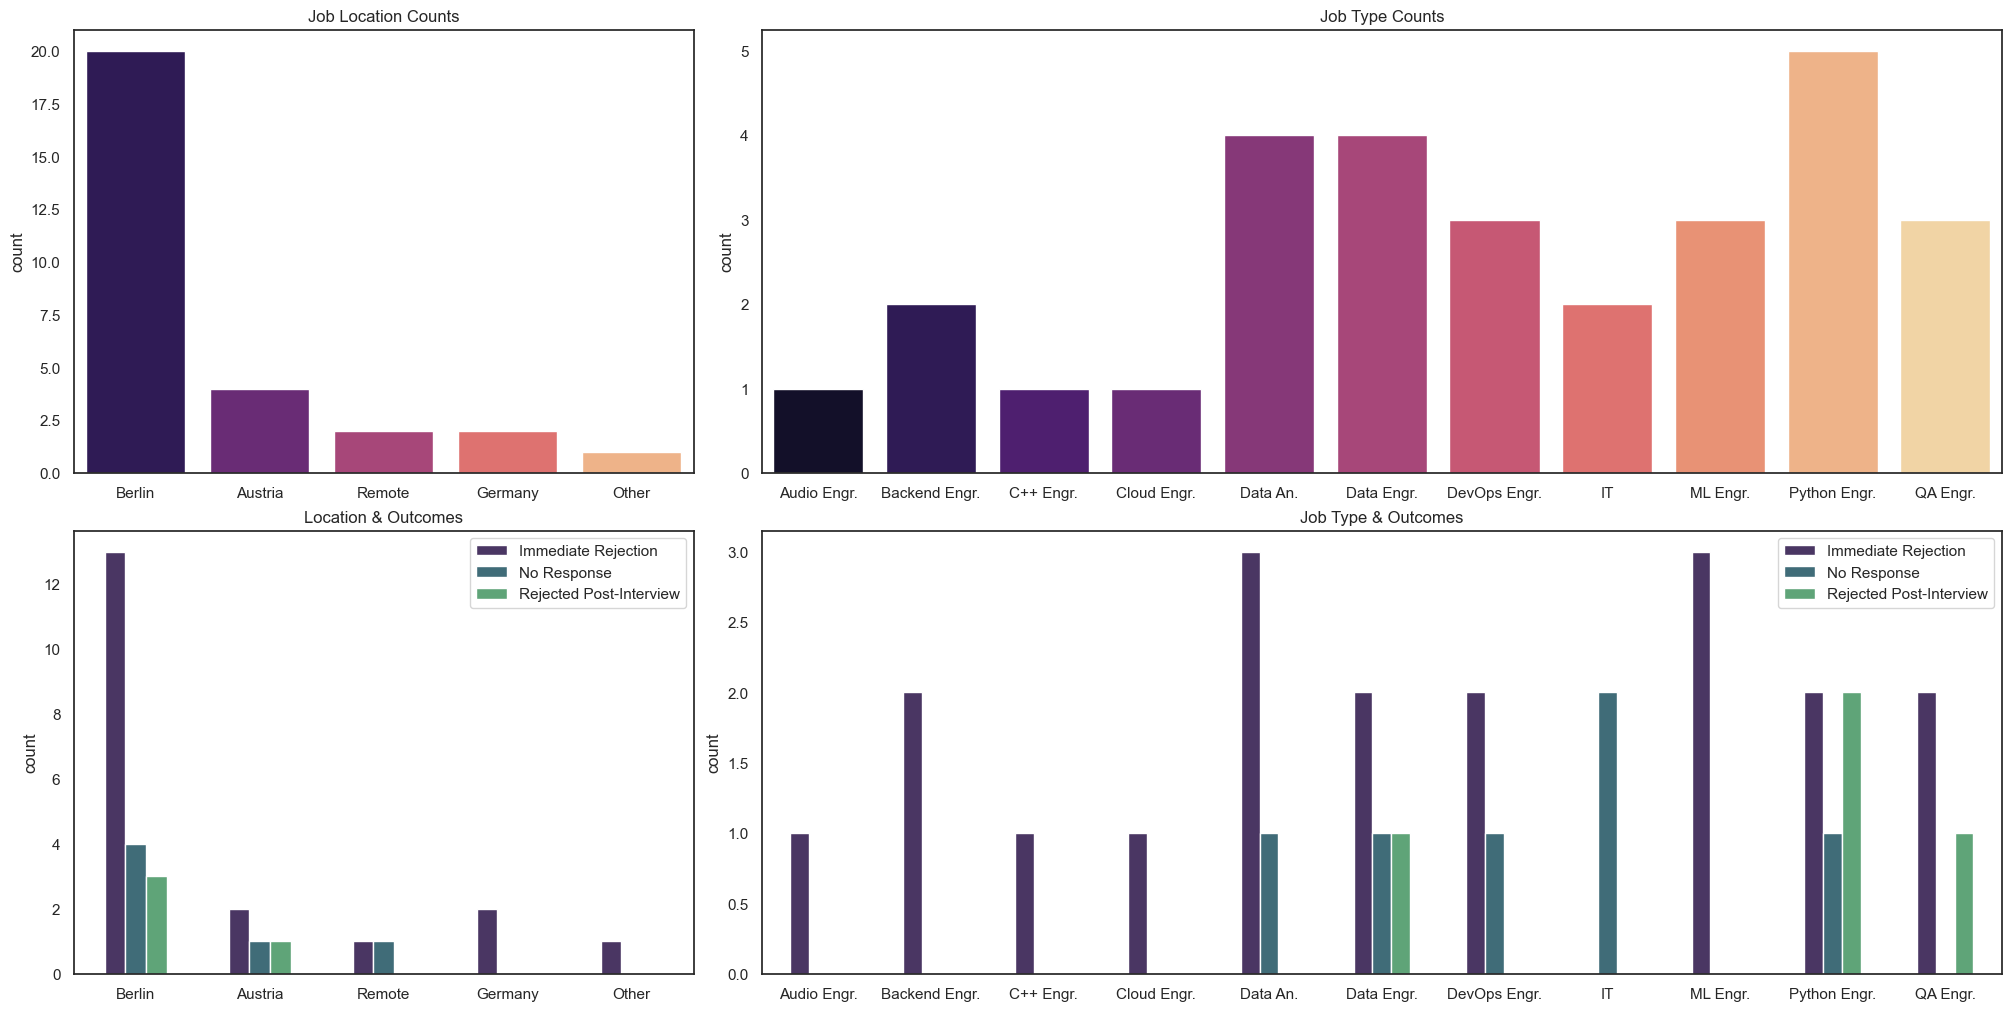 Job Location Counts
count
20.0
17.5
15.0
12.5
10.0
7.5
5.0
2.5
0.0
Berlin Austria Remote Germany Other
Job Type Counts
count
5
4
3
2
1
0
Audio Engr. Backend Engr. C++ Engr. Cloud Engr. Data An. Data Engr. DevOps Engr. IT ML Engr. Python Engr. QA Engr.
Location & Outcomes
Immediate Rejection
No Response
Rejected Post-Interview
count
12
10
8
6
4
2
0
Berlin Austria Remote Germany Other
Job Type & Outcomes
Immediate Rejection
No Response
Rejected Post-Interview
count
3.0
2.5
2.0
1.5
1.0
0.5
0.0
Audio Engr. Backend Engr. C++ Engr. Cloud Engr. Data An. Data Engr. DevOps Engr. IT ML Engr. Python Engr. QA Engr.